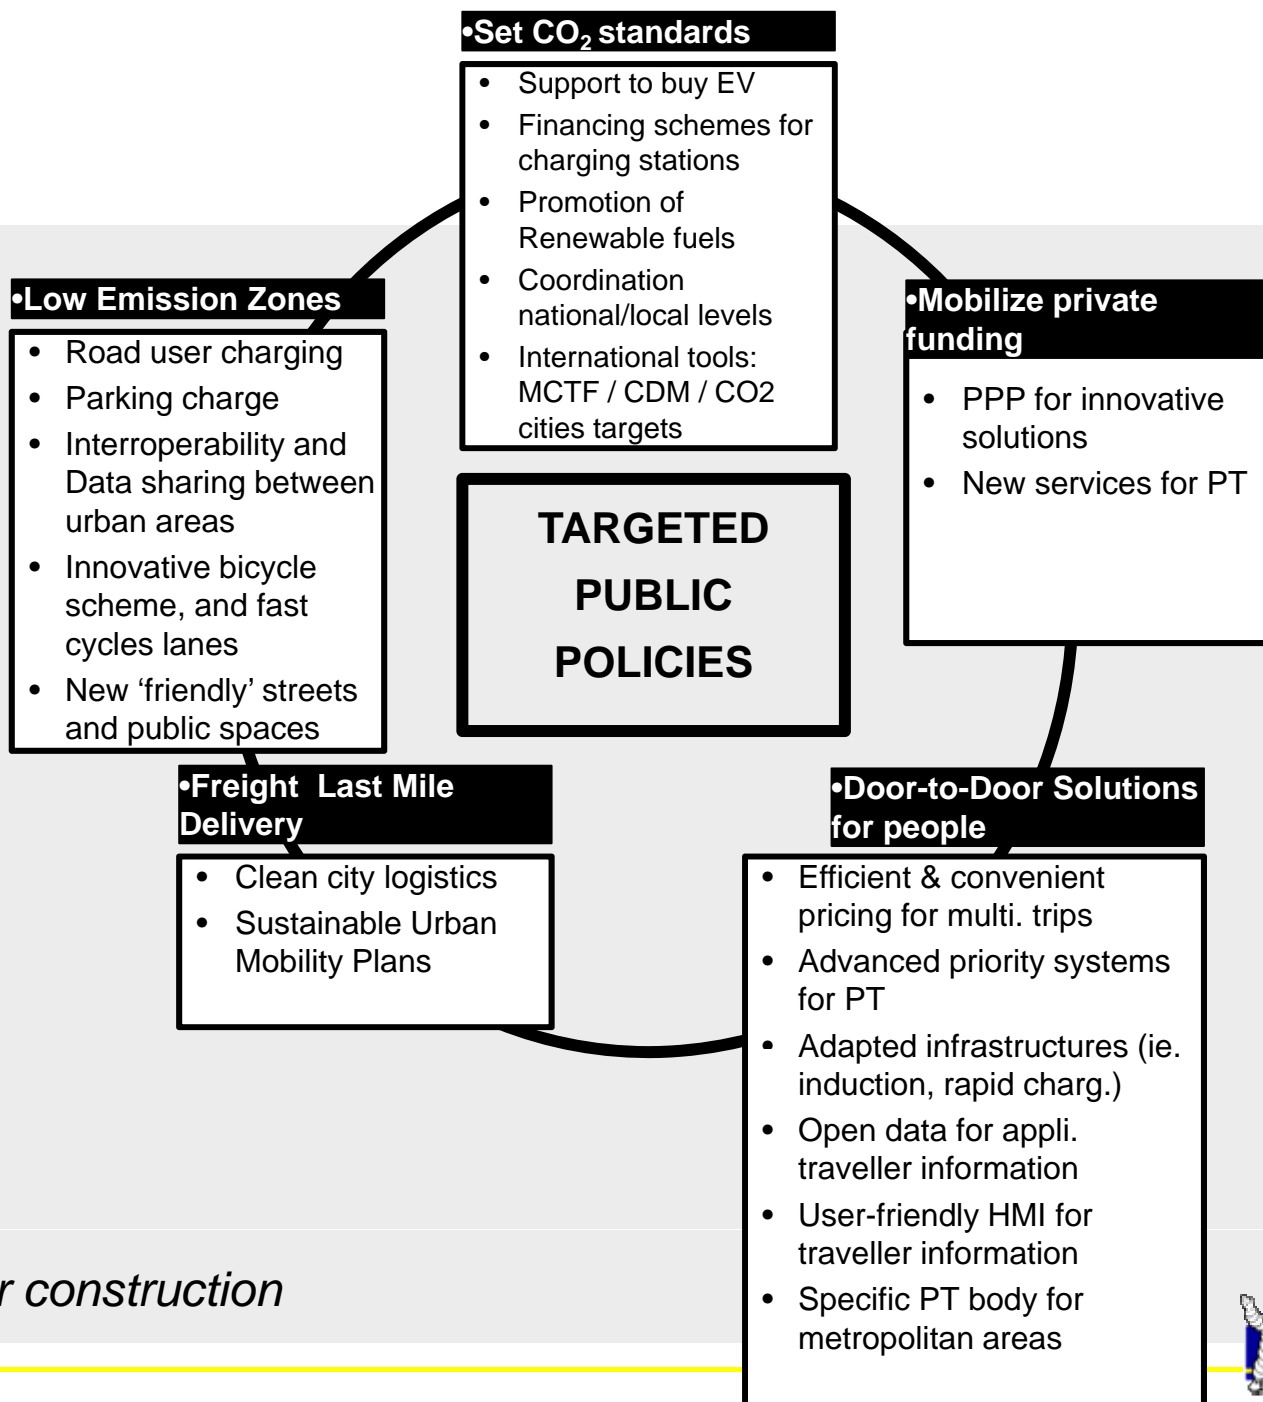 •Set CO₂ standards
• Support to buy EV
• Financing schemes for
charging stations
• Promotion of
Renewable fuels
• Coordination
national/local levels
• International tools:
MCTF / CDM / CO2
cities targets
•Low Emission Zones
• Road user charging
• Parking charge
• Interroperability and
Data sharing between
urban areas
• Innovative bicycle
scheme, and fast
cycles lanes
• New ‘friendly’ streets
and public spaces
•Mobilize private
funding
• PPP for innovative
solutions
• New services for PT
TARGETED
PUBLIC
POLICIES
•Freight Last Mile
Delivery
• Clean city logistics
• Sustainable Urban
Mobility Plans
•Door-to-Door Solutions
for people
• Efficient & convenient
pricing for multi. trips
• Advanced priority systems
for PT
• Adapted infrastructures (ie.
induction, rapid charg.)
• Open data for appli.
traveller information
• User-friendly HMI for
traveller information
• Specific PT body for
metropolitan areas
r construction